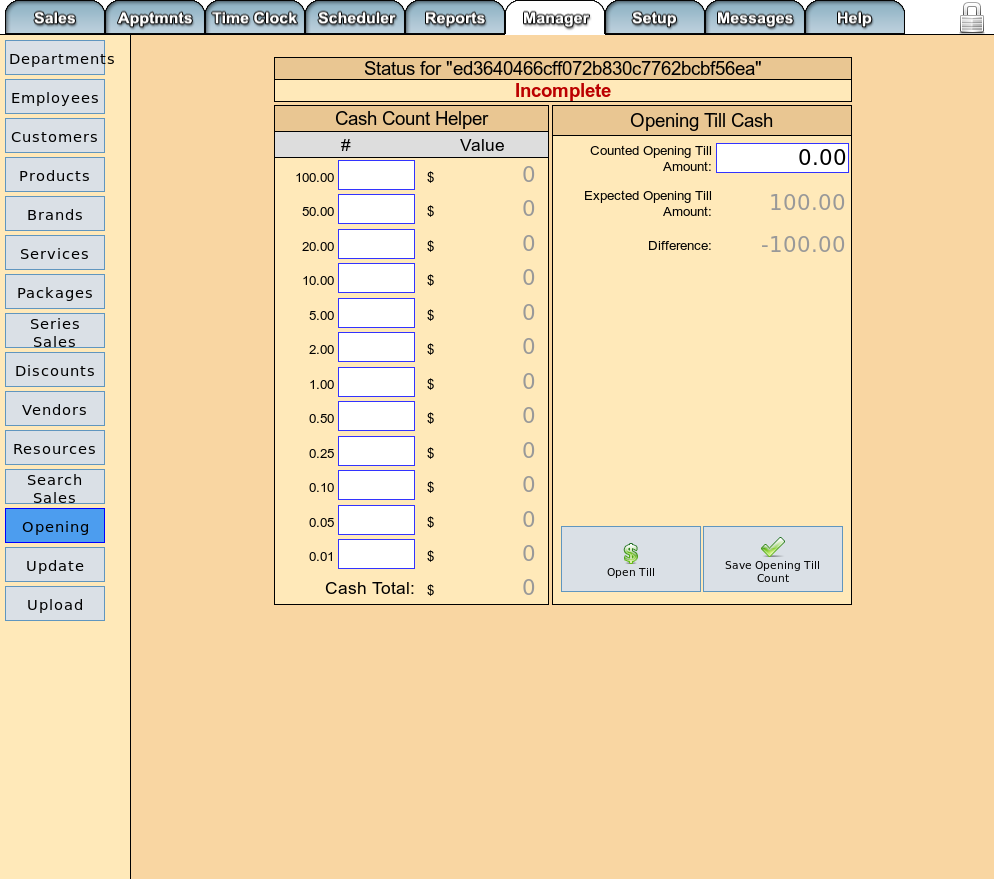 Sales Apptmnts Time Clock Scheduler Reports Manager Setup Messages Help
Departments
Employees
Customers
Products
Brands
Services
Packages
Series
Sales
Discounts
Vendors
Resources
Search
Sales
Opening
Update
Upload
Status for "ed3640466cff072b830c7762bcbf56ea"
Incomplete
Cash Count Helper
# Value
100.00 $ 0
50.00 $ 0
20.00 $ 0
10.00 $ 0
5.00 $ 0
2.00 $ 0
1.00 $ 0
0.50 $ 0
0.25 $ 0
0.10 $ 0
0.05 $ 0
0.01 $ 0
Cash Total: $ 0
Opening Till Cash
Counted Opening Till
Amount: 0.00
Expected Opening Till
Amount: 100.00
Difference: -100.00
Open Till
Save Opening Till
Count